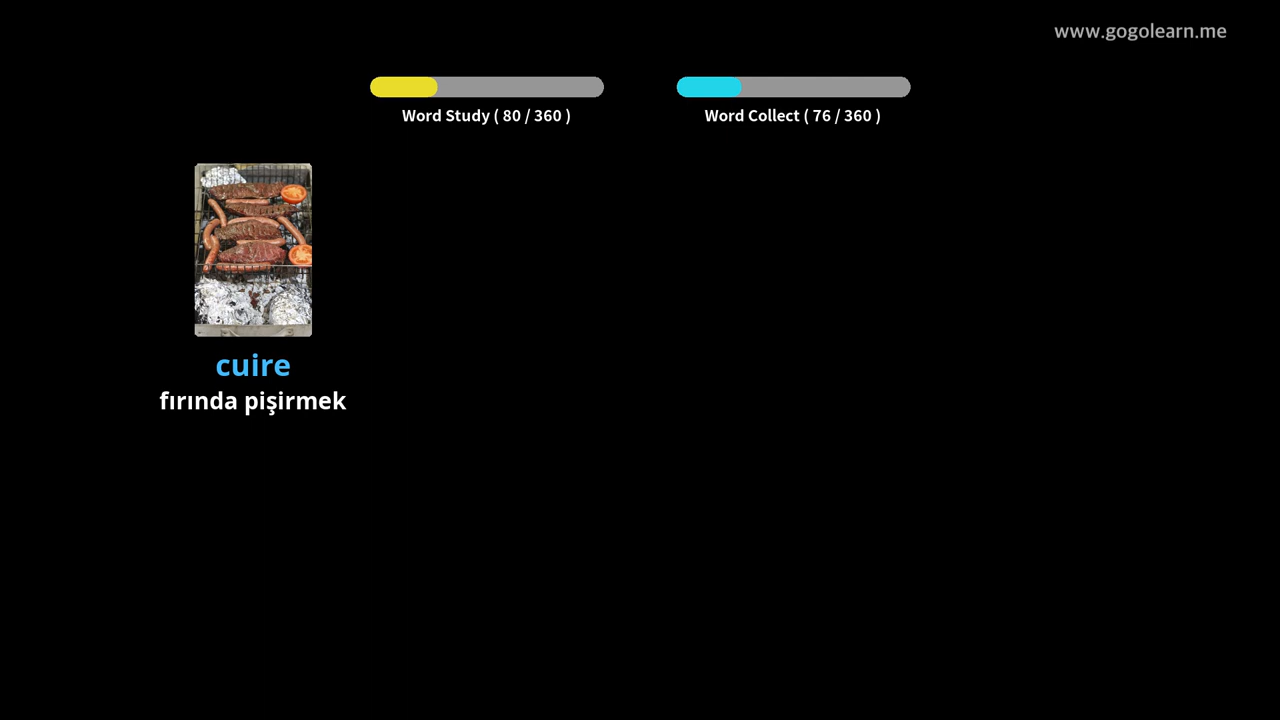 www.gogolearn.me
Word Study ( 80 / 360 )
Word Collect ( 76 / 360 )
cuire
fırında pişirmek